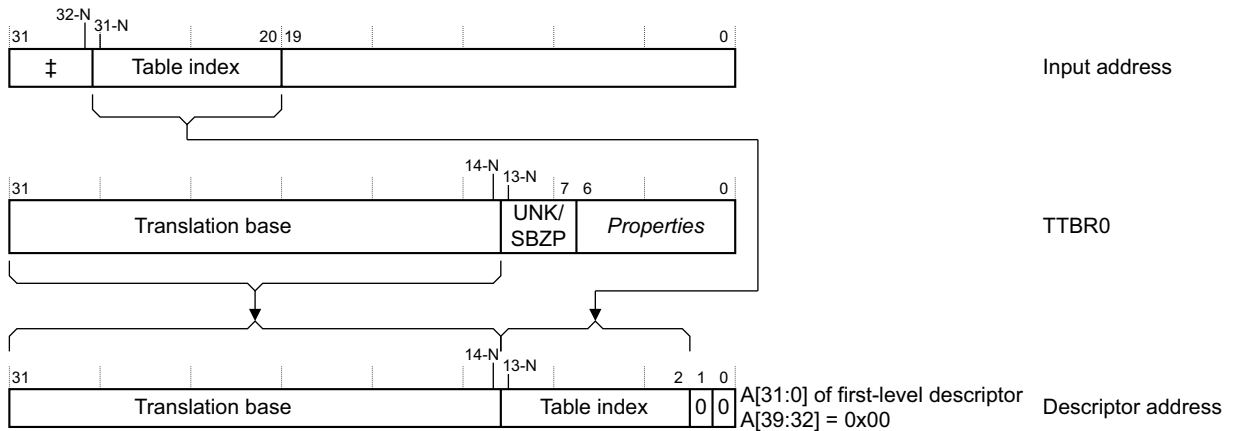 32-N
31-N
31 20 19 0
‡ Table index Input address
14-N
13-N
31 7 6 0
Translation base UNK/ SBZP Properties TTBR0
14-N
13-N
31 2 1 0
Translation base Table index 0 0 A[31:0] of first-level descriptor
A[39:32] = 0x00
Descriptor address